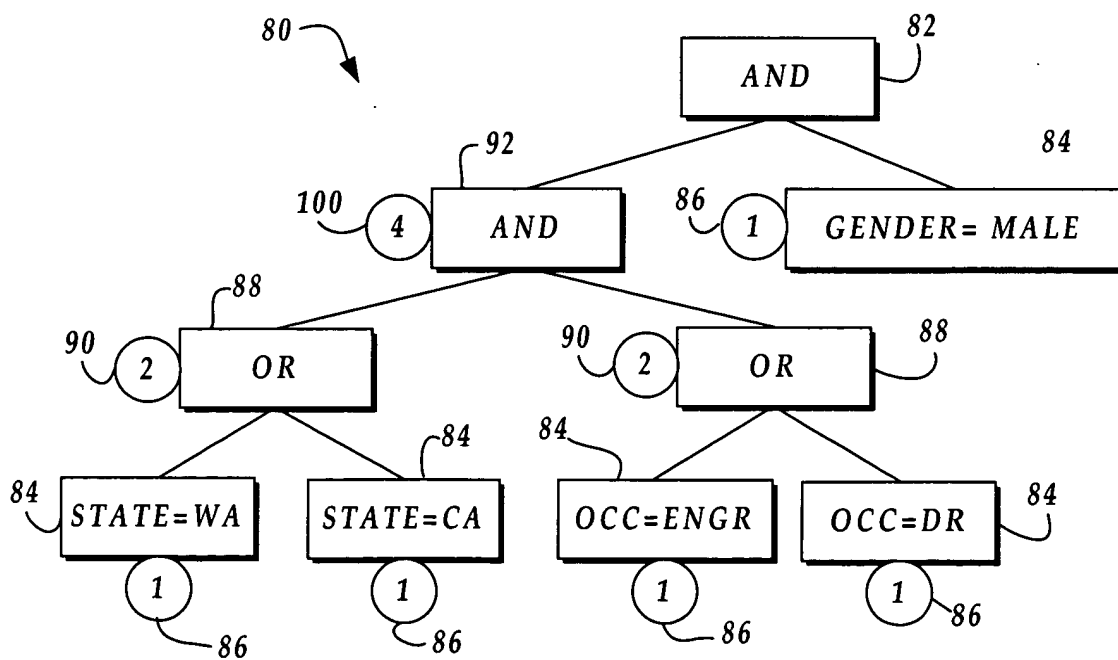 80
82
AND
92
84
100
4
AND
86
1
GENDER= MALE
88
90
2
OR
90
2
OR
88
84
STATE=WA
84
STATE=CA
84
OCC=ENGR
OCC=DR
84
1
1
1
1
86
86
86
86